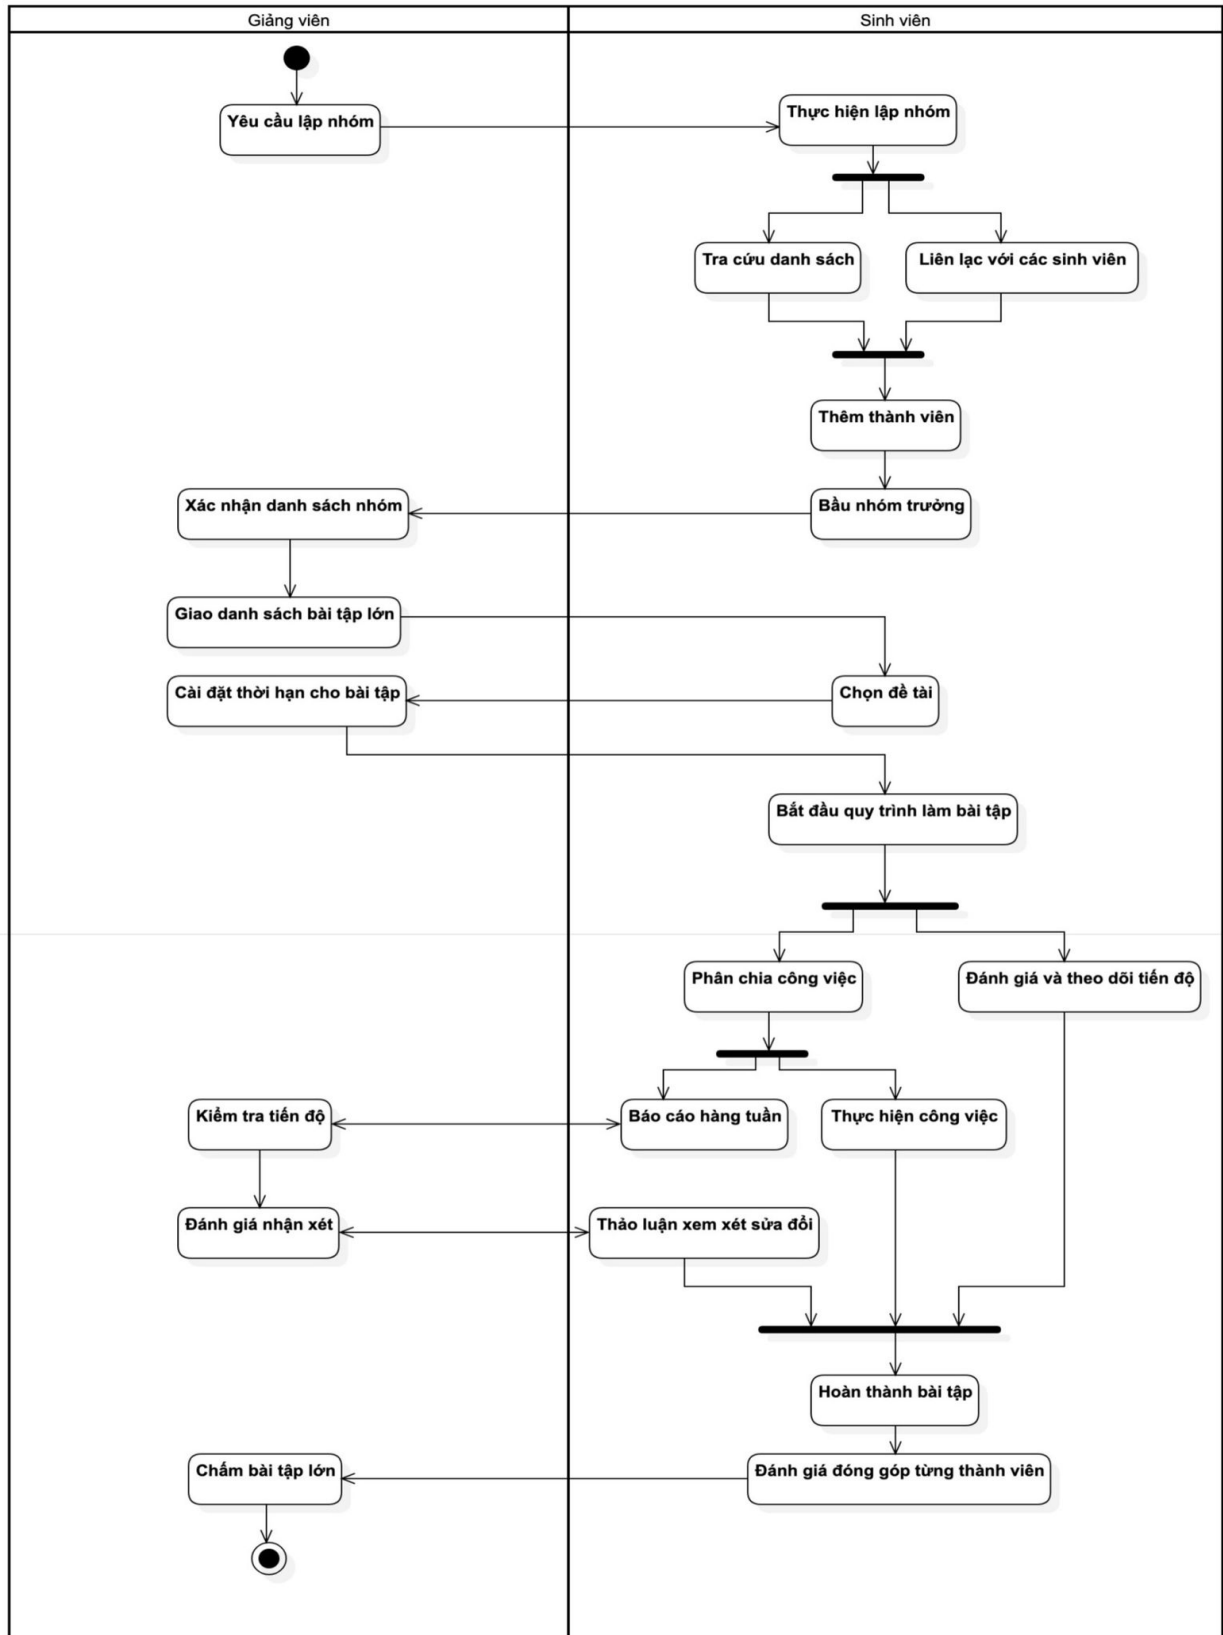 Giảng viên
Sinh viên
Yêu cầu lập nhóm
Thực hiện lập nhóm
Tra cứu danh sách
Liên lạc với các sinh viên
Thêm thành viên
Xác nhận danh sách nhóm
Bầu nhóm trưởng
Giao danh sách bài tập lớn
Cài đặt thời hạn cho bài tập
Chọn đề tài
Bắt đầu quy trình làm bài tập
Phân chia công việc
Đánh giá và theo dõi tiến độ
Kiểm tra tiến độ
Báo cáo hàng tuần
Thực hiện công việc
Đánh giá nhận xét
Thảo luận xem xét sửa đổi
Hoàn thành bài tập
Chấm bài tập lớn
Đánh giá đóng góp từng thành viên